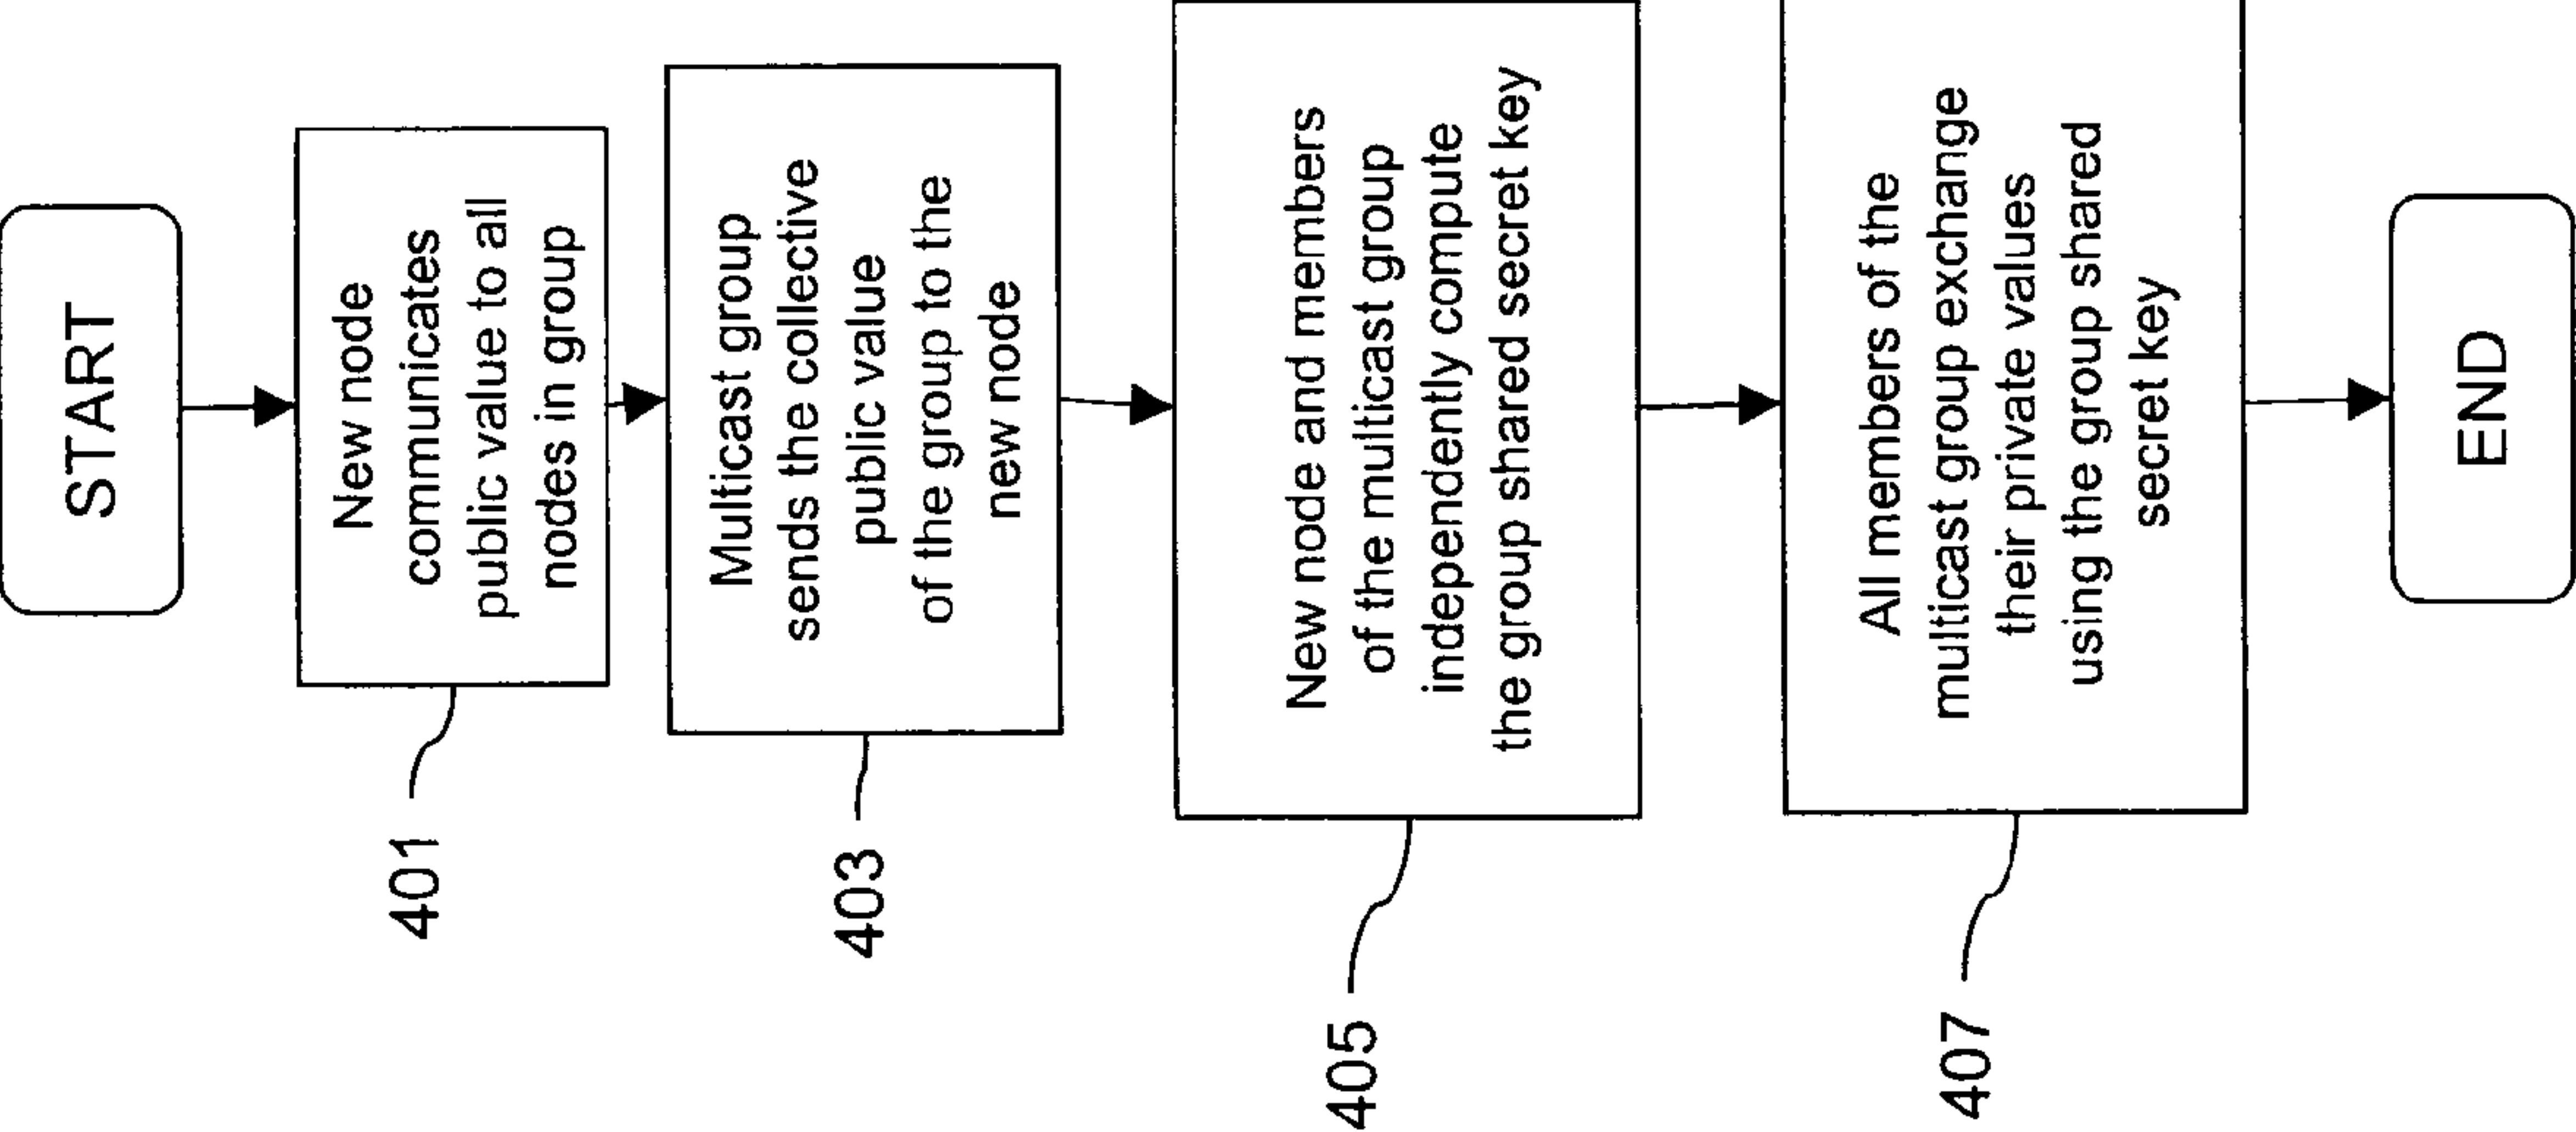 START
New node
communicates
public value to all
nodes in group
401
Multicast group
sends the collective
public value
of the group to the
new node
403
New node and members
of the multicast group
independently compute
the group shared secret key
405
All members of the
multicast group exchange
their private values
using the group shared
secret key
407
END